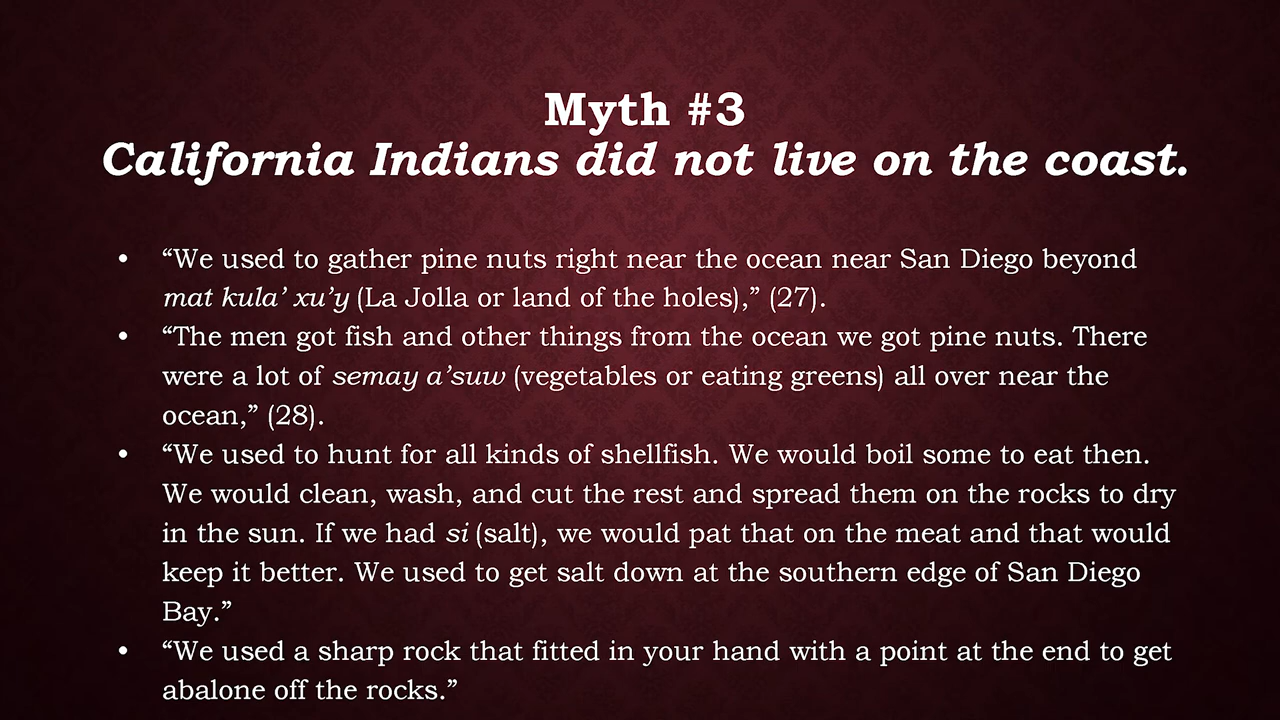 Myth #3
California Indians did not live on the coast.
• “We used to gather pine nuts right near the ocean near San Diego beyond
mat kula’ xu’y (La Jolla or land of the holes),” (27).
• “The men got fish and other things from the ocean we got pine nuts. There
were a lot of semay a’suw (vegetables or eating greens) all over near the
ocean,” (28).
• “We used to hunt for all kinds of shellfish. We would boil some to eat then.
We would clean, wash, and cut the rest and spread them on the rocks to dry
in the sun. If we had si (salt), we would pat that on the meat and that would
keep it better. We used to get salt down at the southern edge of San Diego
Bay.”
• “We used a sharp rock that fitted in your hand with a point at the end to get
abalone off the rocks.”